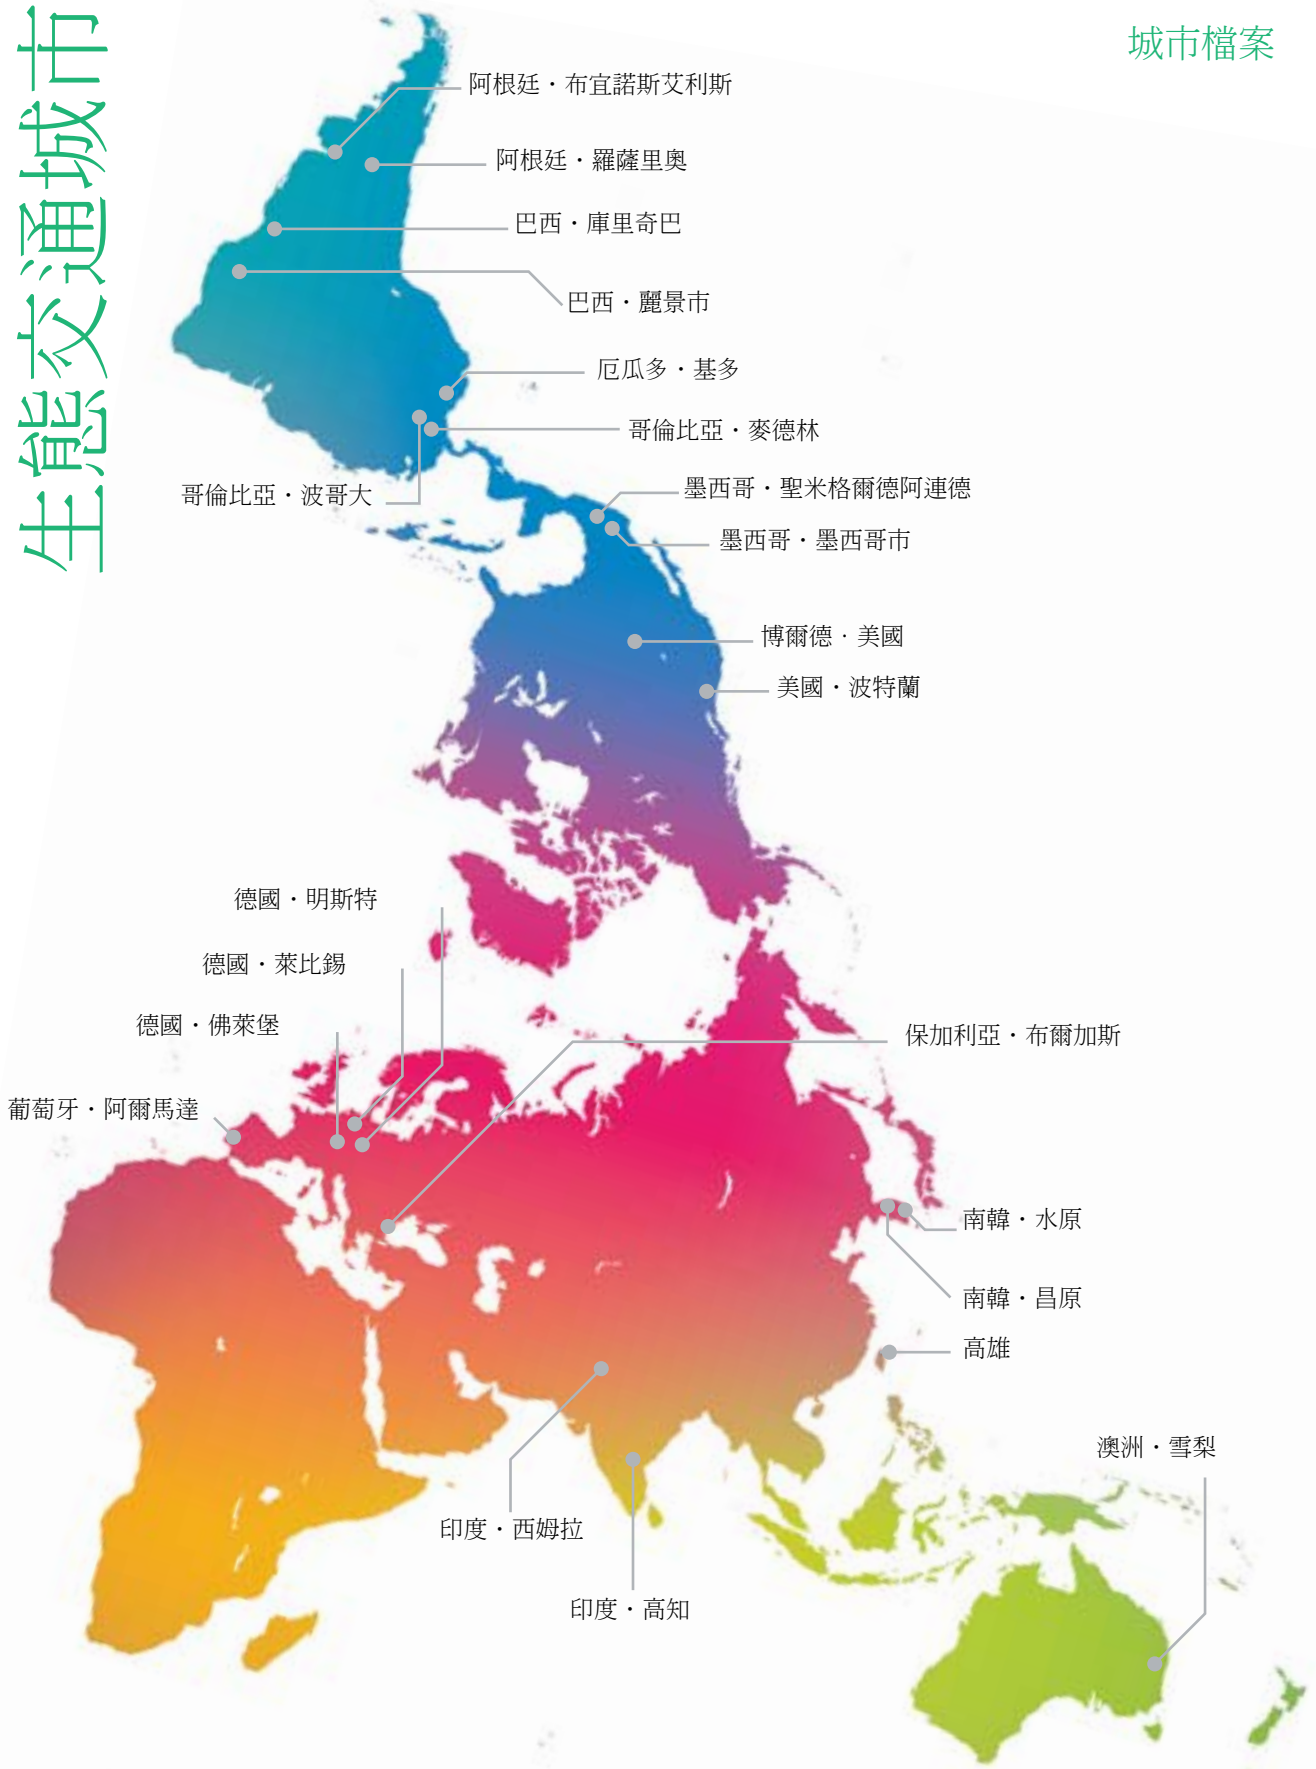 生態交通城市
城市檔案
阿根廷・布宜諾斯艾利斯
阿根廷・羅薩里奧
巴西・庫里奇巴
巴西・麗景市
厄瓜多・基多
哥倫比亞・麥德林
哥倫比亞・波哥大
墨西哥・聖米格爾德阿連德
墨西哥・墨西哥市
博爾德・美國
美國・波特蘭
德國・明斯特
德國・萊比錫
德國・佛萊堡
保加利亞・布爾加斯
葡萄牙・阿爾馬達
南韓・水原
南韓・昌原
高雄
澳洲・雪梨
印度・西姆拉
印度・高知